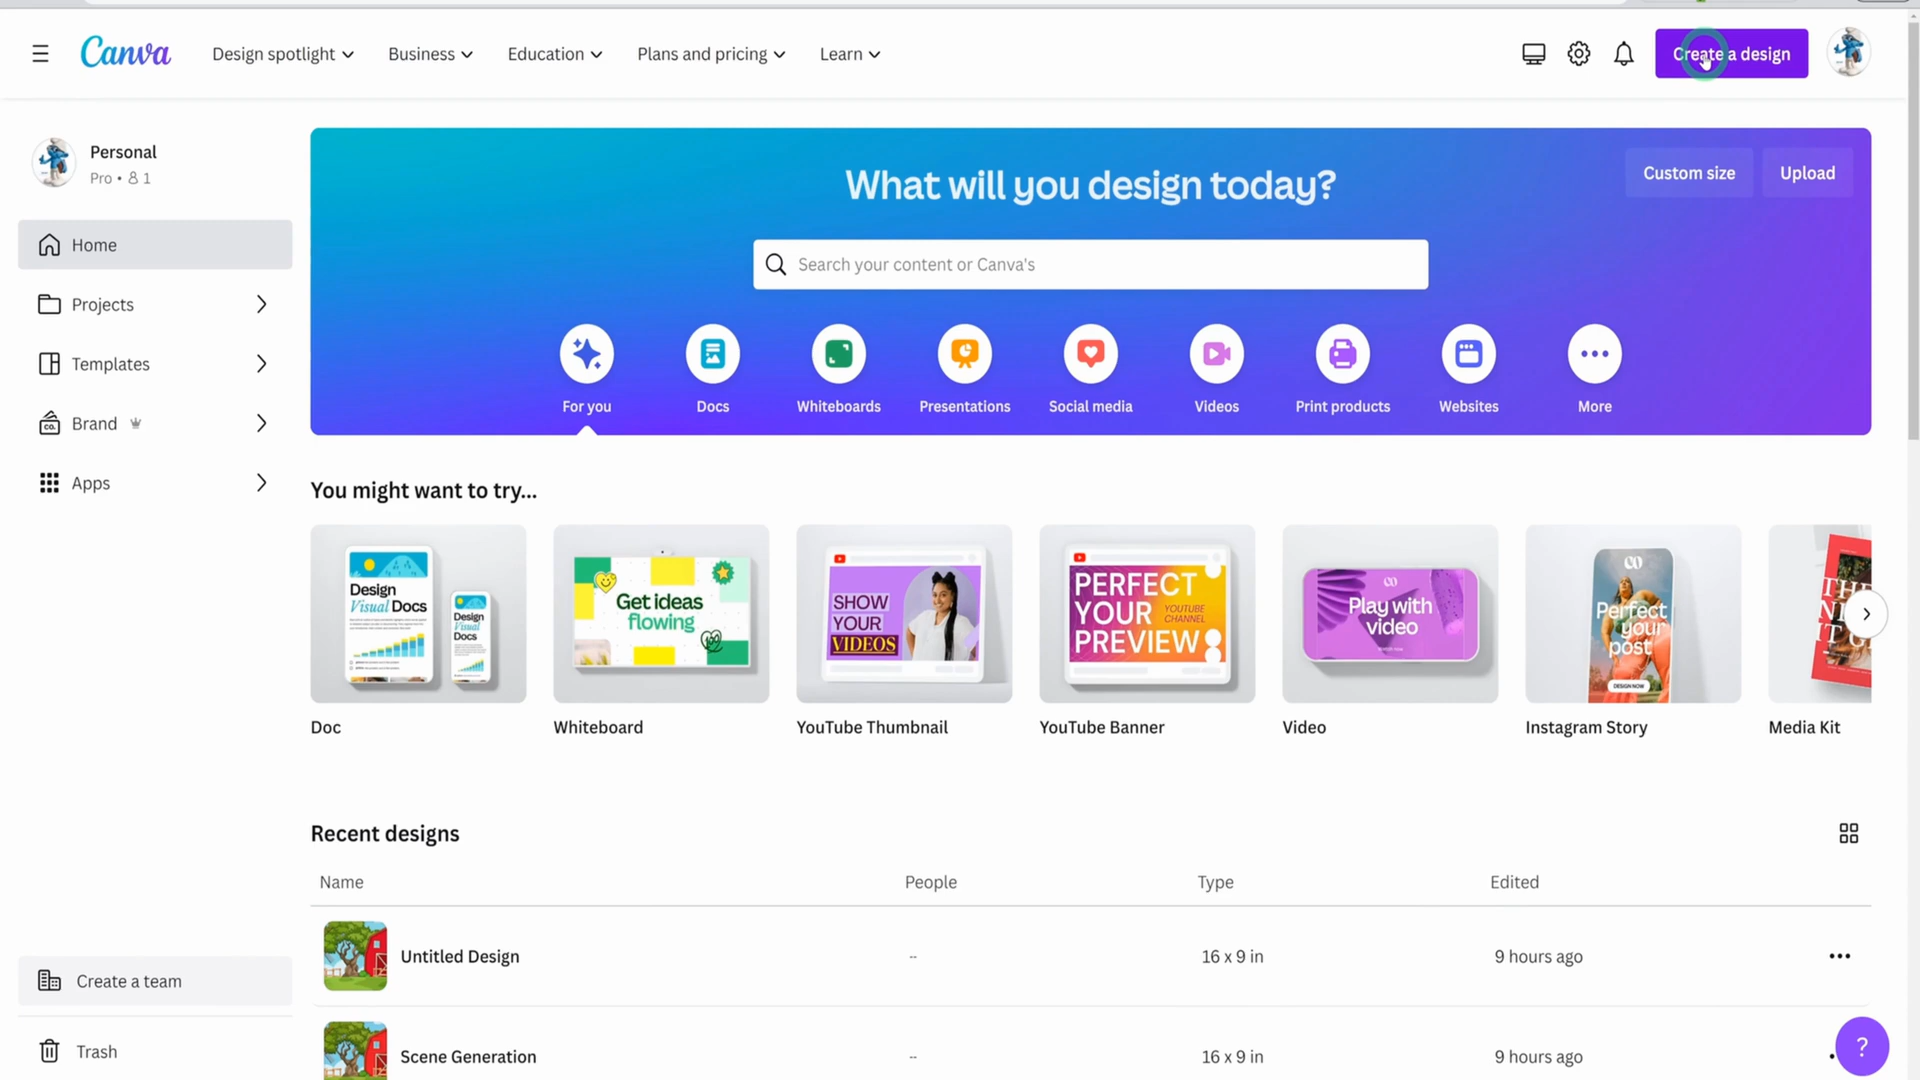 Canva
Design spotlight
Business
Education
Plans and pricing
Learn
Create a design
Personal
Pro • 1
Home
Projects
Templates
Brand
Apps
Create a team
Trash
What will you design today?
Custom size
Upload
Search your content or Canva's
For you
Docs
Whiteboards
Presentations
Social media
Videos
Print products
Websites
More
You might want to try...
Design
Visual Docs
Design
Visual
Docs
Get ideas
flowing
SHOW
YOUR
VIDEOS
PERFECT
YOUR
PREVIEW
YOUTUBE
CHANNEL
Play with
video
Perfect
your
post
DESIGN NOW
Doc
Whiteboard
YouTube Thumbnail
YouTube Banner
Video
Instagram Story
Media Kit
Recent designs
Name
People
Type
Edited
Untitled Design
--
16 x 9 in
9 hours ago
Scene Generation
--
16 x 9 in
9 hours ago
?